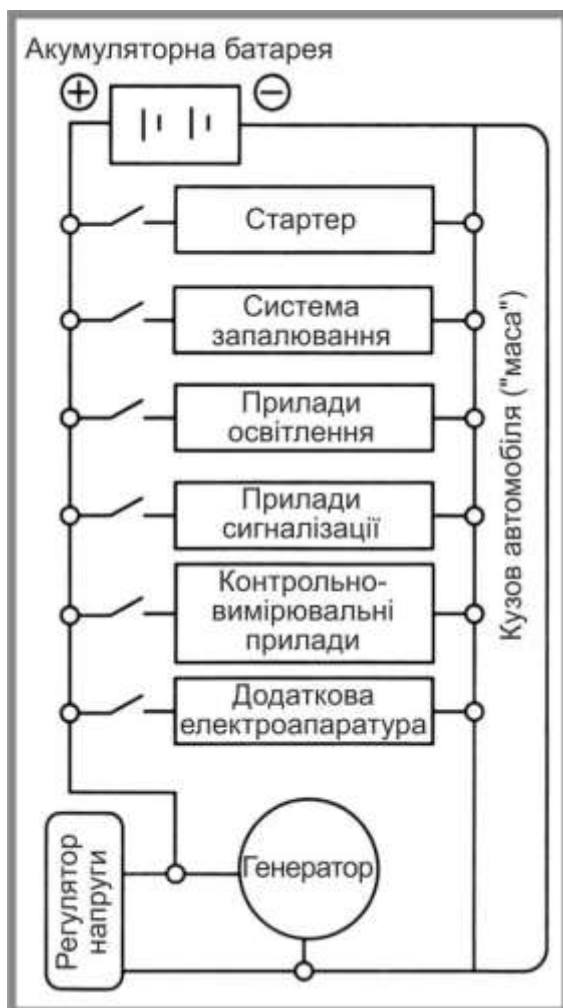 Акумуляторна батарея
+
−
Стартер
Система
запалювання
Прилади
освітлення
Прилади
сигналізації
Контрольно-
вимірювальні
прилади
Додаткова
електроапаратура
Кузов автомобіля ("маса")
Регулятор
напруги
Генератор